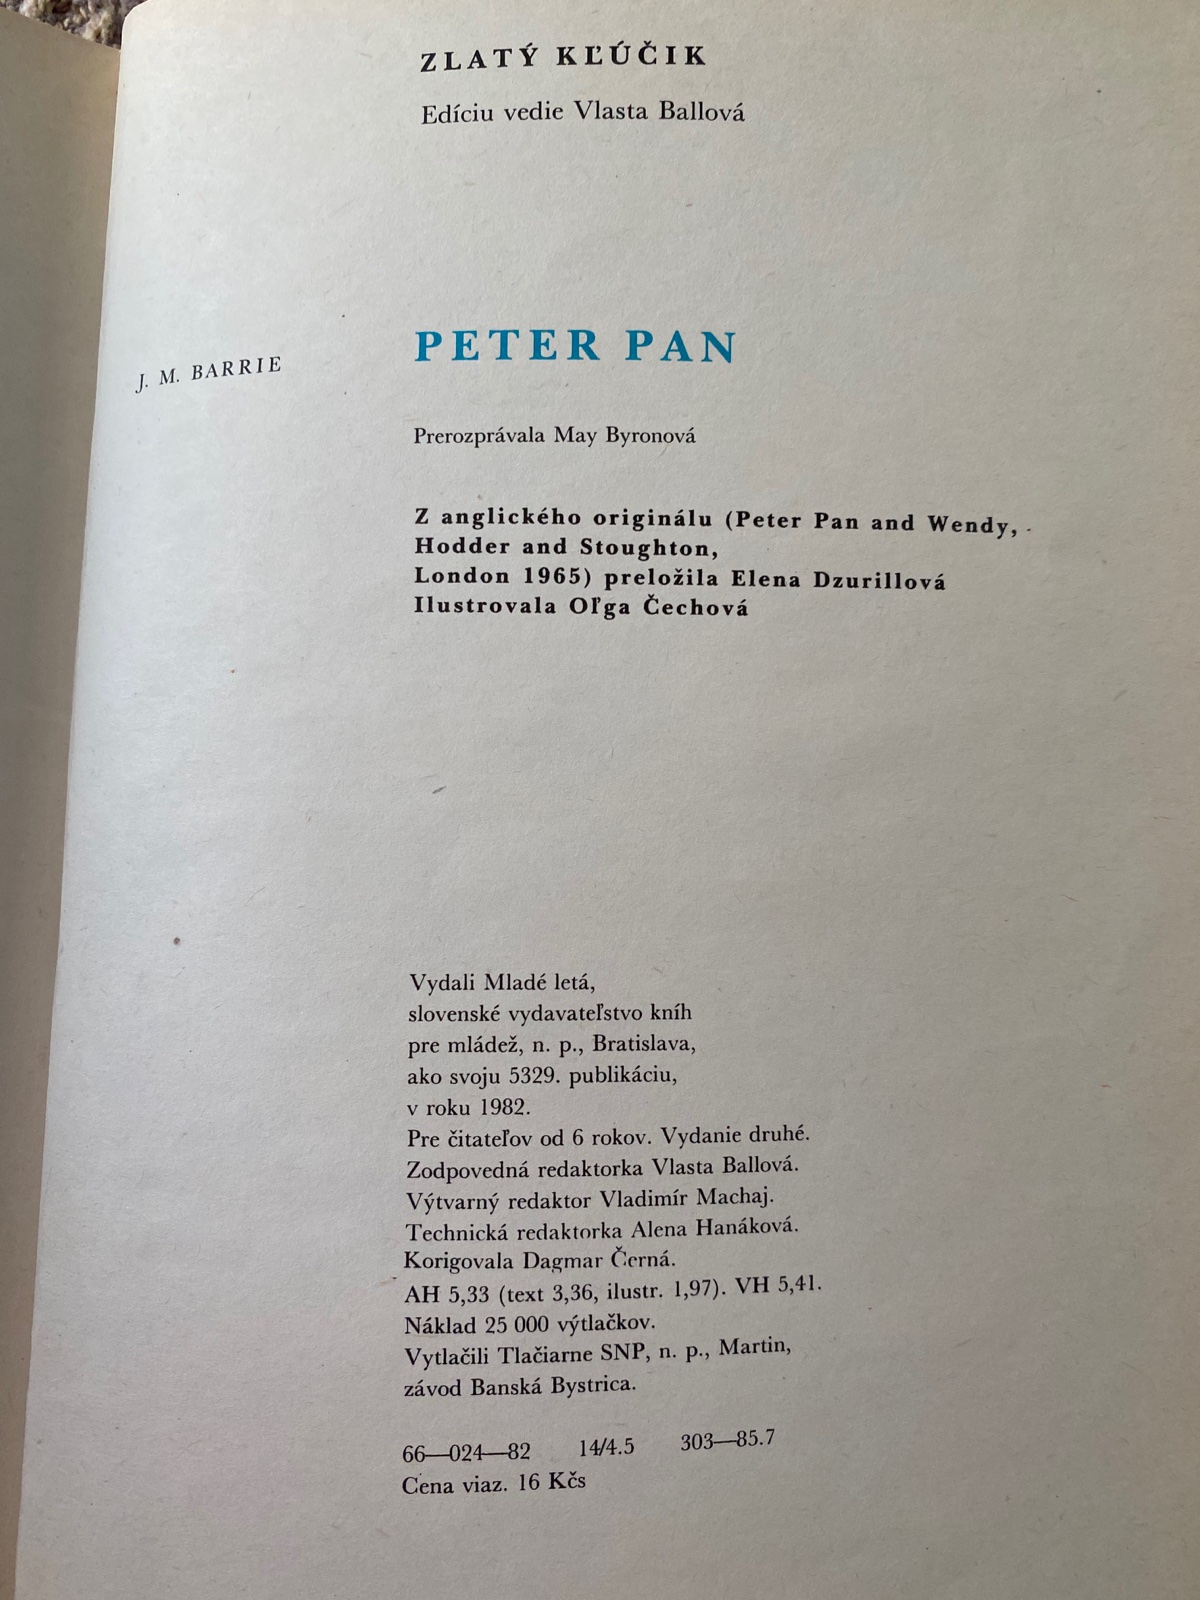 ZLATÝ KĽÚČIK
Edíciu vedie Vlasta Ballová
J. M. BARRIE
PETER PAN
Prerozprávala May Byronová
Z anglického originálu (Peter Pan and Wendy,
Hodder and Stoughton,
London 1965) preložila Elena Dzurillová
Ilustrovala Oľga Čechová
Vydali Mladé letá,
slovenské vydavateľstvo kníh
pre mládež, n. p., Bratislava,
ako svoju 5329. publikáciu,
v roku 1982.
Pre čitateľov od 6 rokov. Vydanie druhé.
Zodpovedná redaktorka Vlasta Ballová.
Výtvarný redaktor Vladimír Machaj.
Technická redaktorka Alena Hanáková.
Korigovala Dagmar Černá.
AH 5,33 (text 3,36, ilustr. 1,97). VH 5,41.
Náklad 25 000 výtlačkov.
Vytlačili Tlačiarne SNP, n. p., Martin,
závod Banská Bystrica.
66—024—82 14/4.5 303—85.7
Cena viaz. 16 Kčs